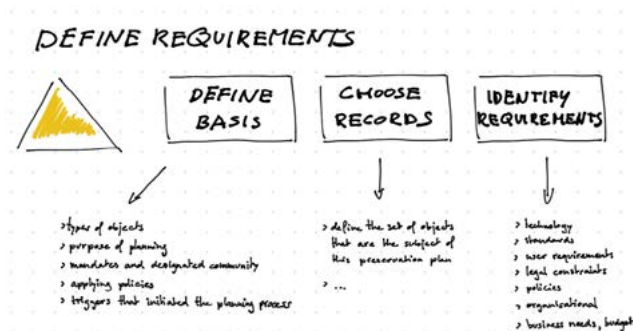 DEFINE REQUIREMENTS
DEFINE
BASIS
CHOOSE
RECORDS
IDENTIFY
REQUIREMENTS
> types of objects
> purpose of planning
> mandates and designated community
> applying policies
> triggers that initiated the planning process
> define the set of objects
that are the subject of
this preservation plan
> ...
> technology
> standards
> user requirements
> legal constraints
> policies
> organisational
> business needs, budget